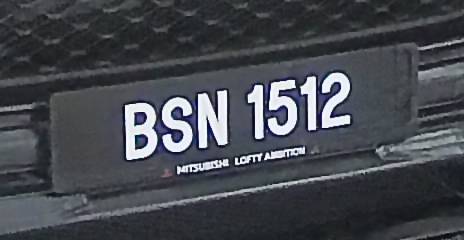 BSN 1512
MITSUBISHI LOFTY AMBITION